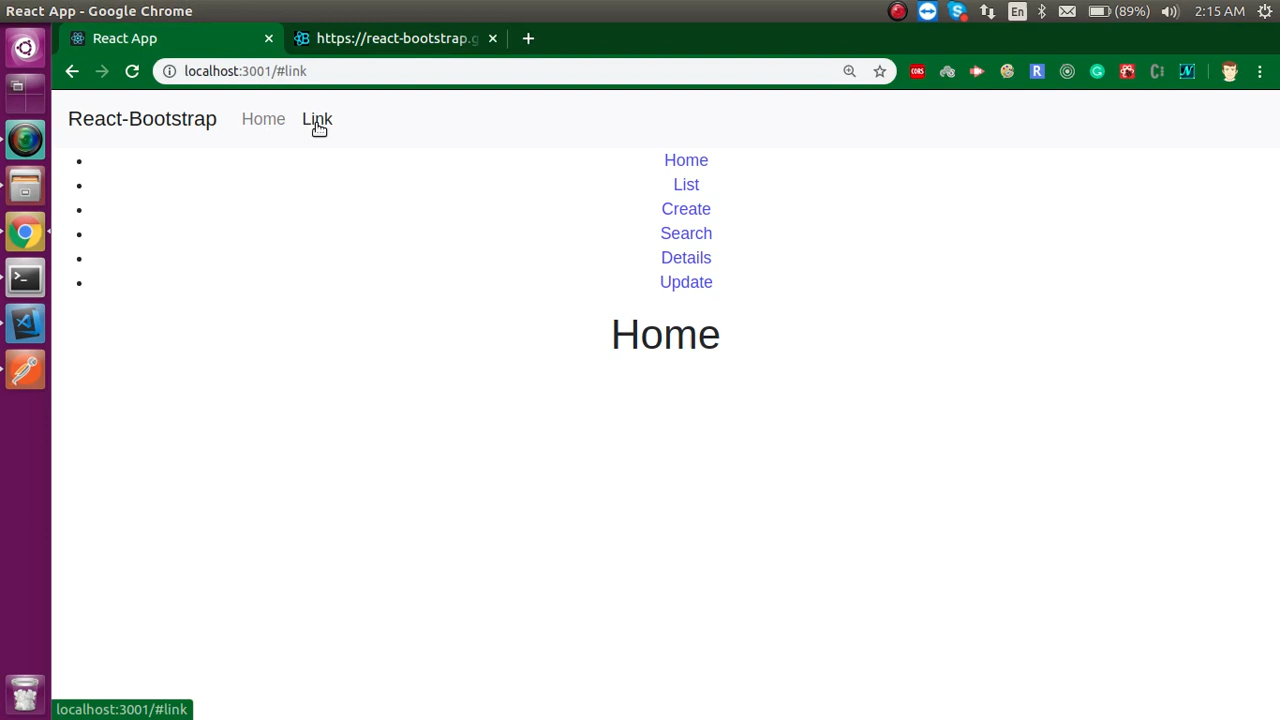 React App - Google Chrome
En
(89%)
2:15 AM
React App
https://react-bootstrap.g
localhost:3001/#link
CORS
R
React-Bootstrap Home Link
Home
List
Create
Search
Details
Update
Home
localhost:3001/#link